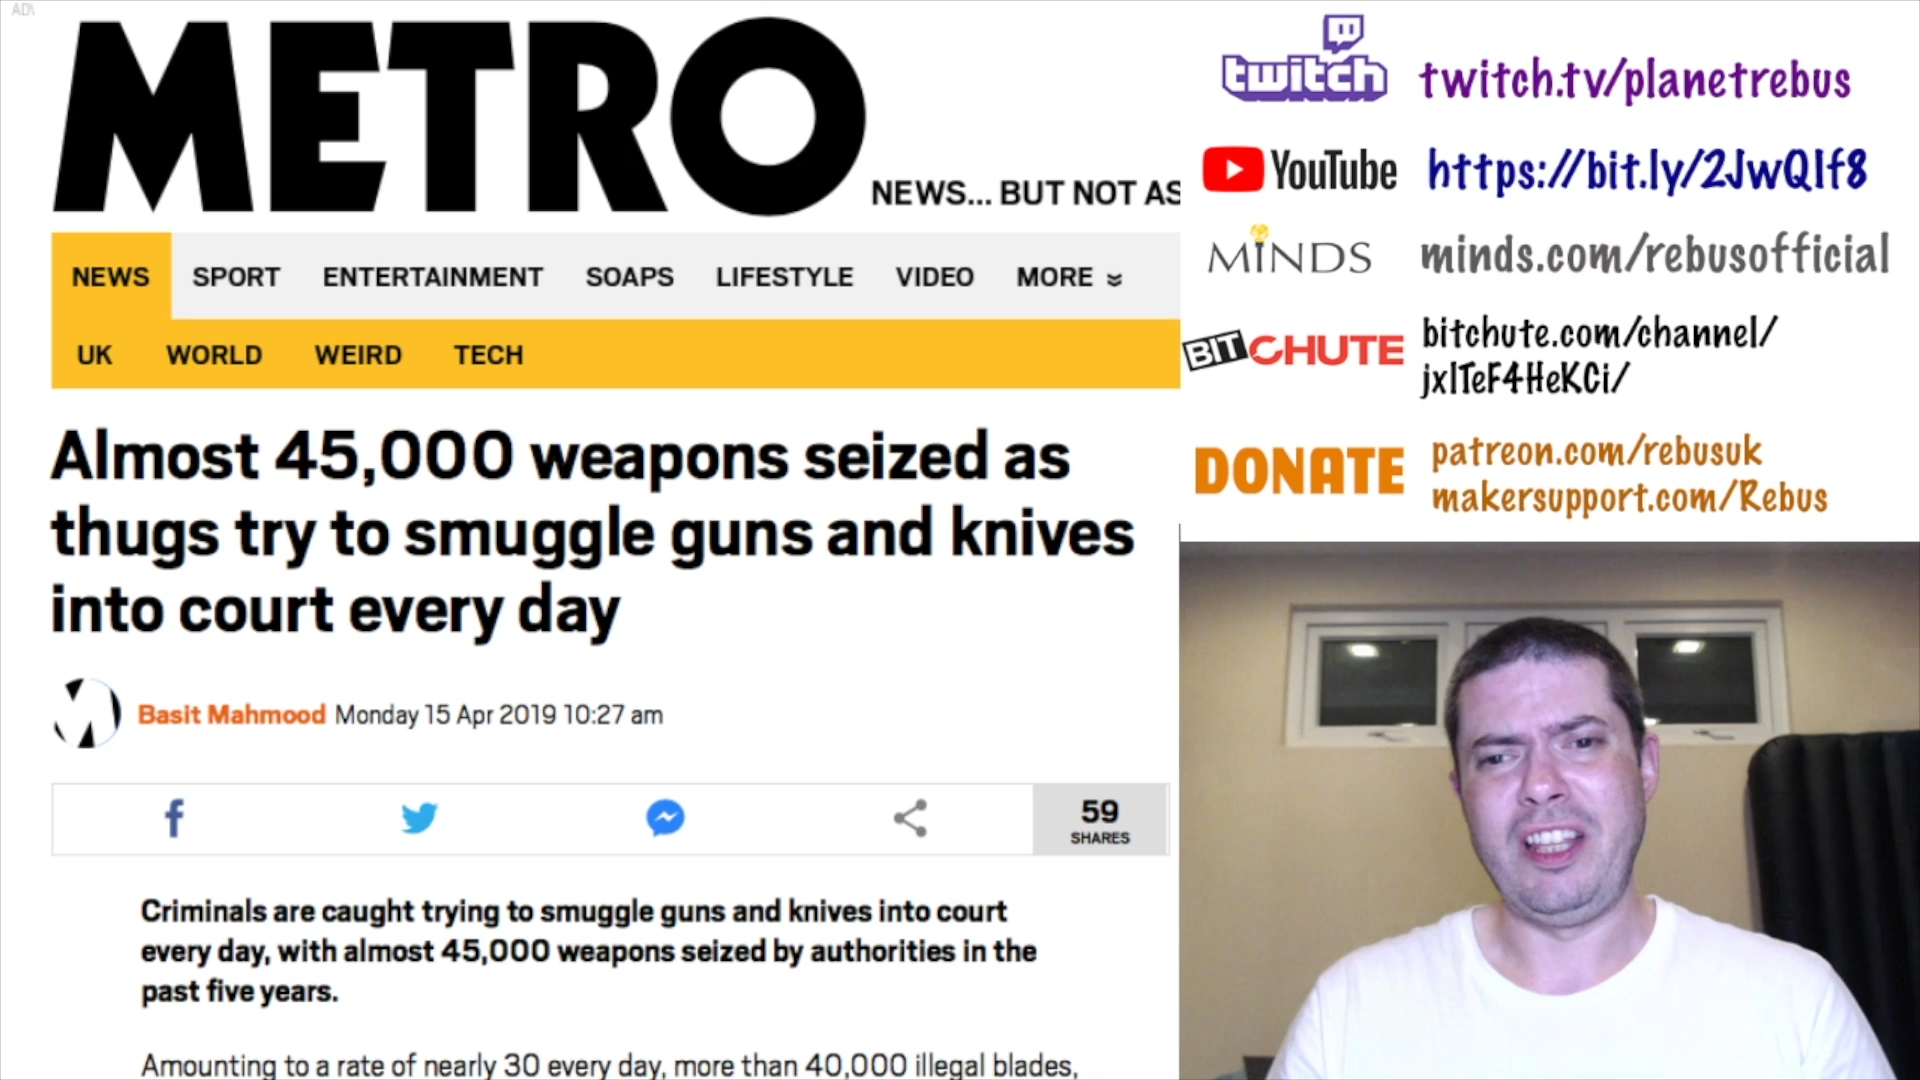 METRO
NEWS... BUT NOT AS
NEWS SPORT ENTERTAINMENT SOAPS LIFESTYLE VIDEO MORE
UK WORLD WEIRD TECH
Almost 45,000 weapons seized as
thugs try to smuggle guns and knives
into court every day
Basit Mahmood Monday 15 Apr 2019 10:27 am
59
SHARES
Criminals are caught trying to smuggle guns and knives into court
every day, with almost 45,000 weapons seized by authorities in the
past five years.
Amounting to a rate of nearly 30 every day, more than 40,000 illegal blades,
twitch twitch.tv/planetrebus
YouTube https://bit.ly/2JwQIf8
MINDS minds.com/rebusofficial
BITCHUTE bitchute.com/channel/
jxITeF4HeKCi/
DONATE patreon.com/rebusuk
makersupport.com/Rebus